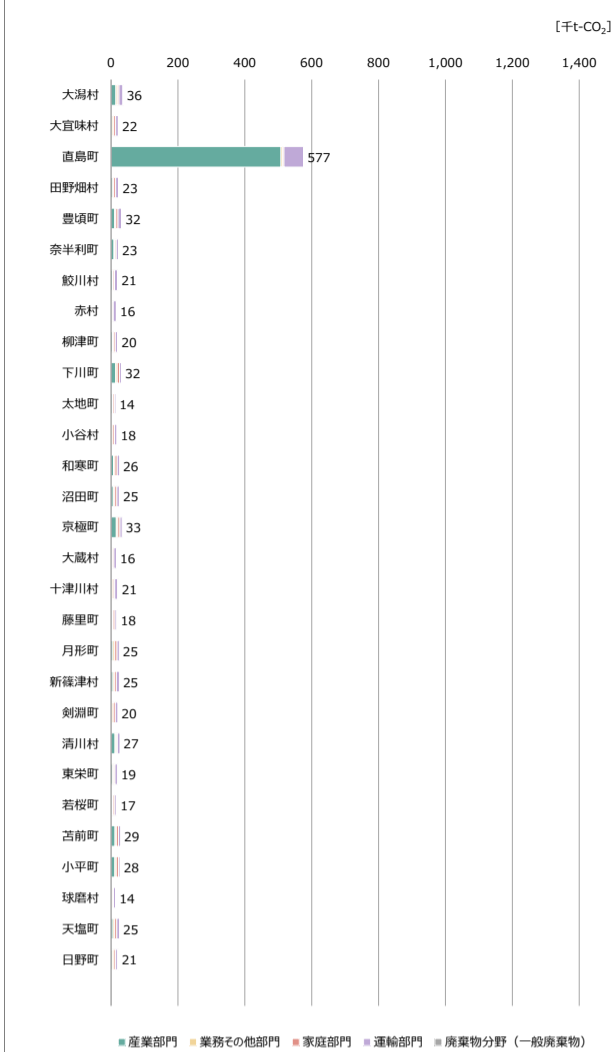 [千t-CO2]
0 200 400 600 800 1,000 1,200 1,400
大潟村 36
大宜味村 22
直島町 577
田野畑村 23
豊頃町 32
奈半利町 23
鮫川村 21
赤村 16
柳津町 20
下川町 32
太地町 14
小谷村 18
和寒町 26
沼田町 25
京極町 33
大蔵村 16
十津川村 21
藤里町 18
月形町 25
新篠津村 25
剣淵町 20
清川村 27
東栄町 19
若桜町 17
苫前町 29
小平町 28
球磨村 14
天塩町 25
日野町 21
産業部門 業務その他部門 家庭部門 運輸部門 廃棄物分野（一般廃棄物）